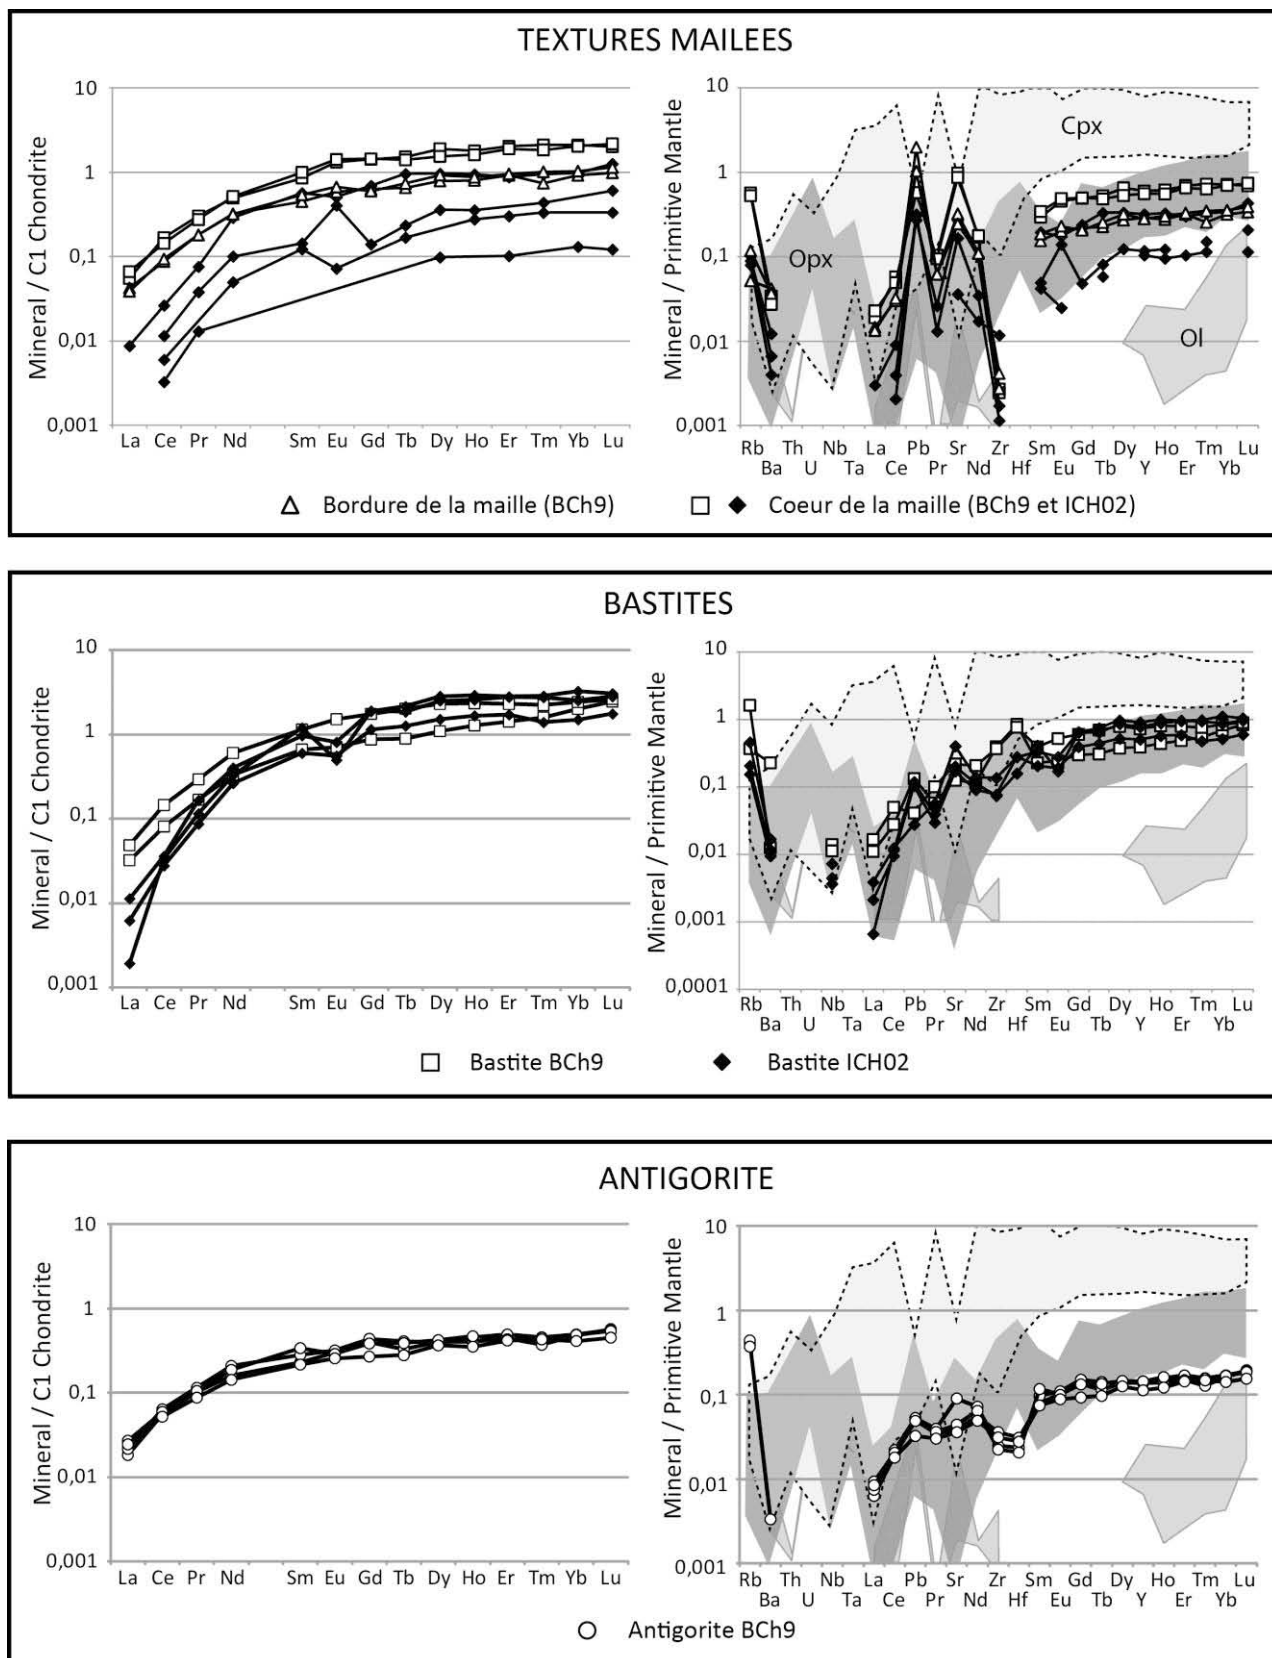 TEXTURES MAILEES
Mineral / C1 Chondrite
10
1
0,1
0,01
0,001
La Ce Pr Nd Sm Eu Gd Tb Dy Ho Er Tm Yb Lu
Mineral / Primitive Mantle
10
1
0,1
0,01
0,001
Cpx
Opx
Ol
Rb Th Nb La Pb Sr Zr Sm Gd Dy Ho Tm Lu
Ba U Ta Ce Pr Nd Hf Eu Tb Y Er Yb
Bordure de la maille (BCh9)
Coeur de la maille (BCh9 et ICH02)
BASTITES
Mineral / C1 Chondrite
10
1
0,1
0,01
0,001
La Ce Pr Nd Sm Eu Gd Tb Dy Ho Er Tm Yb Lu
Mineral / Primitive Mantle
10
1
0,1
0,01
0,001
0,0001
Rb Th Nb La Pb Sr Zr Sm Gd Dy Ho Tm Lu
Ba U Ta Ce Pr Nd Hf Eu Tb Y Er Yb
Bastite BCh9
Bastite ICH02
ANTIGORITE
Mineral / C1 Chondrite
10
1
0,1
0,01
0,001
La Ce Pr Nd Sm Eu Gd Tb Dy Ho Er Tm Yb Lu
Mineral / Primitive Mantle
10
1
0,1
0,01
0,001
Rb Th Nb La Pb Sr Zr Sm Gd Dy Ho Tm Lu
Ba U Ta Ce Pr Nd Hf Eu Tb Y Er Yb
Antigorite BCh9